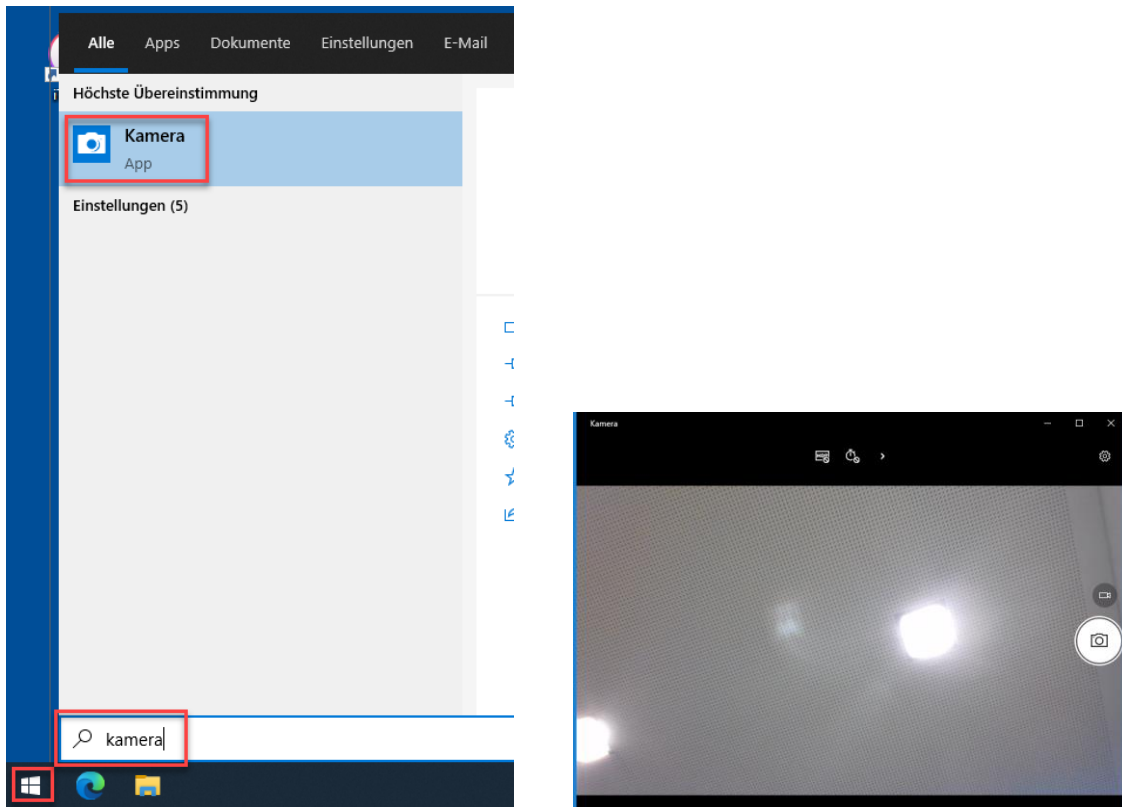 Alle Apps Dokumente Einstellungen E-Mail
Höchste Übereinstimmung
Kamera
App
Einstellungen (5)
kamera
Kamera